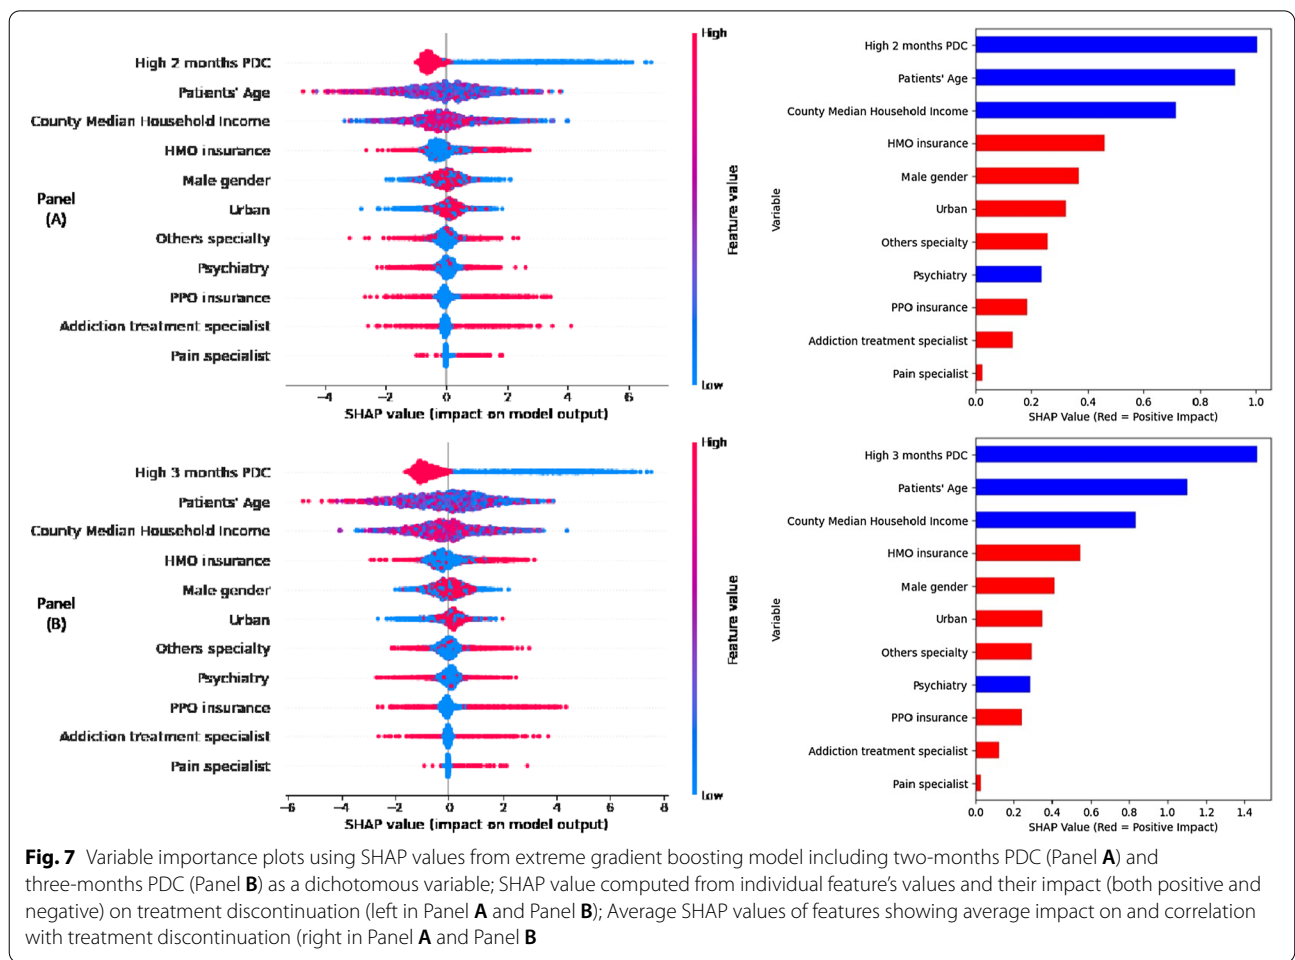 High 2 months PDC
Patients' Age
County Median Household Income
HMO insurance
Male gender
Urban
Others specialty
Psychiatry
PPO insurance
Addiction treatment specialist
Pain specialist
Panel
(A)
−4 −2 0 2 4 6
SHAP value (impact on model output)
High
Feature value
Low
Variable
High 2 months PDC
Patients' Age
County Median Household Income
HMO insurance
Male gender
Urban
Others specialty
Psychiatry
PPO insurance
Addiction treatment specialist
Pain specialist
0.0 0.2 0.4 0.6 0.8 1.0
SHAP Value (Red = Positive Impact)
High 3 months PDC
Patients' Age
County Median Household Income
HMO insurance
Male gender
Urban
Others specialty
Psychiatry
PPO insurance
Addiction treatment specialist
Pain specialist
Panel
(B)
−6 −4 −2 0 2 4 6 8
SHAP value (impact on model output)
High
Feature value
Low
Variable
High 3 months PDC
Patients' Age
County Median Household Income
HMO insurance
Male gender
Urban
Others specialty
Psychiatry
PPO insurance
Addiction treatment specialist
Pain specialist
0.0 0.2 0.4 0.6 0.8 1.0 1.2 1.4
SHAP Value (Red = Positive Impact)
Fig. 7 Variable importance plots using SHAP values from extreme gradient boosting model including two-months PDC (Panel A) and
three-months PDC (Panel B) as a dichotomous variable; SHAP value computed from individual feature's values and their impact (both positive and
negative) on treatment discontinuation (left in Panel A and Panel B); Average SHAP values of features showing average impact on and correlation
with treatment discontinuation (right in Panel A and Panel B